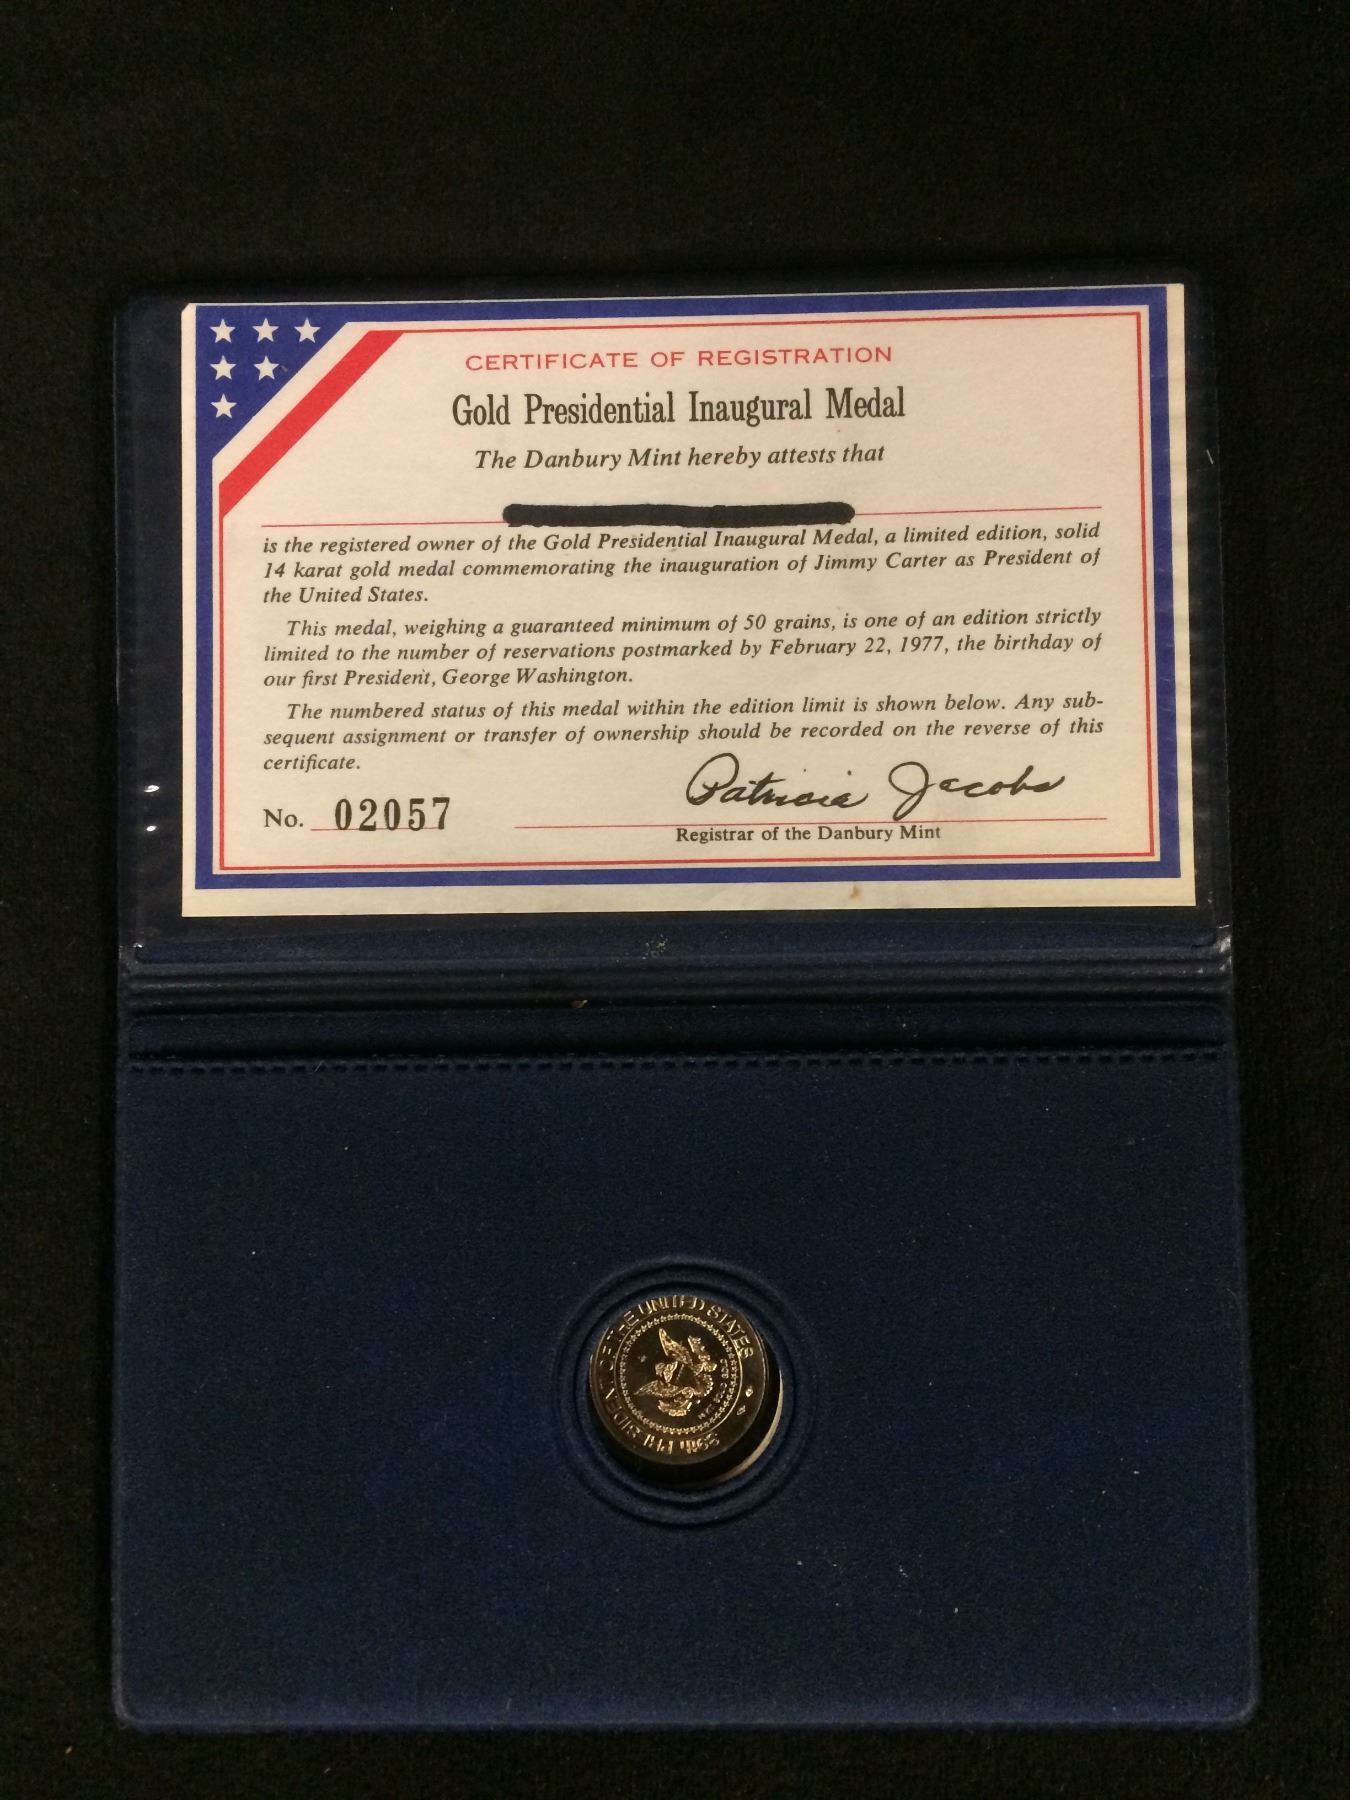 CERTIFICATE OF REGISTRATION
Gold Presidential Inaugural Medal
The Danbury Mint hereby attests that
is the registered owner of the Gold Presidential Inaugural Medal, a limited edition, solid
14 karat gold medal commemorating the inauguration of Jimmy Carter as President of
the United States.
This medal, weighing a guaranteed minimum of 50 grains, is one of an edition strictly
limited to the number of reservations postmarked by February 22, 1977, the birthday of
our first President, George Washington.
The numbered status of this medal within the edition limit is shown below. Any sub-
sequent assignment or transfer of ownership should be recorded on the reverse of this
certificate.
No. 02057
Patricia Jacobs
Registrar of the Danbury Mint
39th PRESIDENT OF THE UNITED STATES